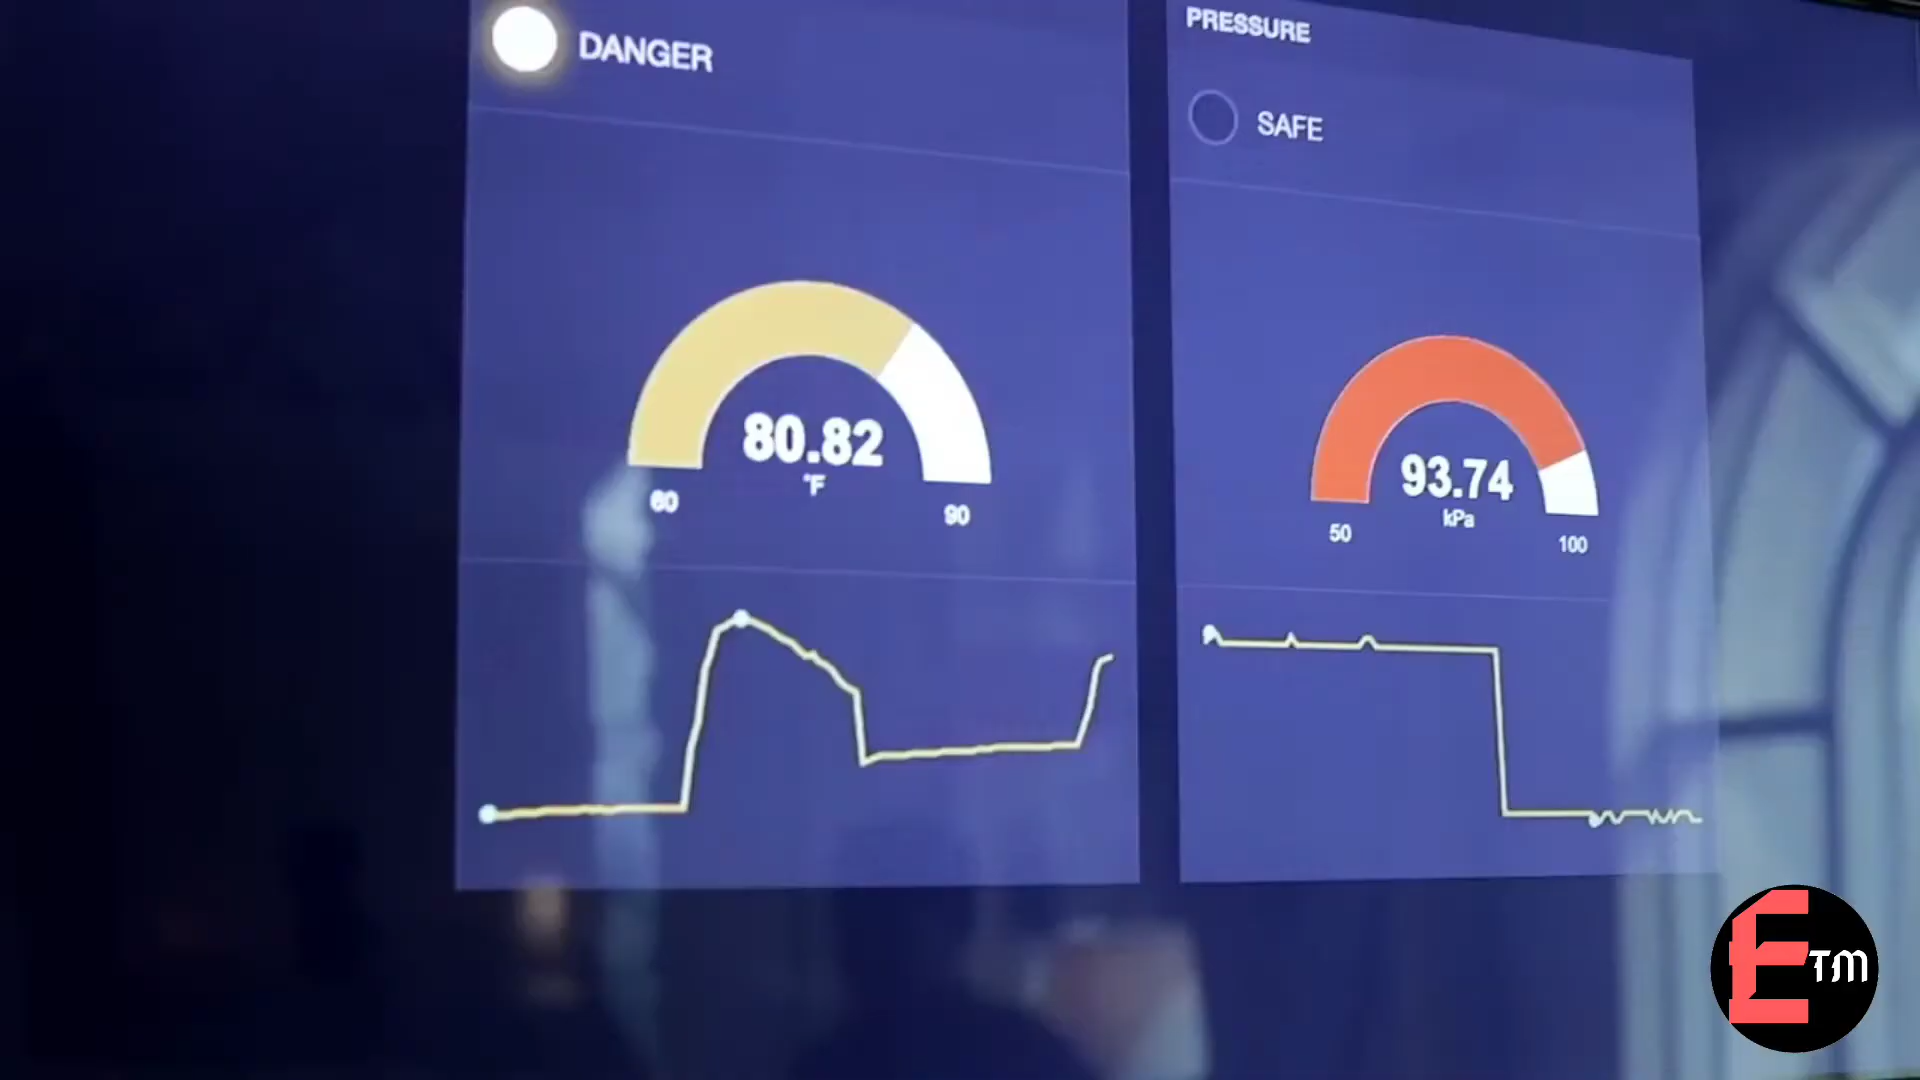 DANGER
80.82
°F
60
90
PRESSURE
SAFE
93.74
kPa
50
100
ETM